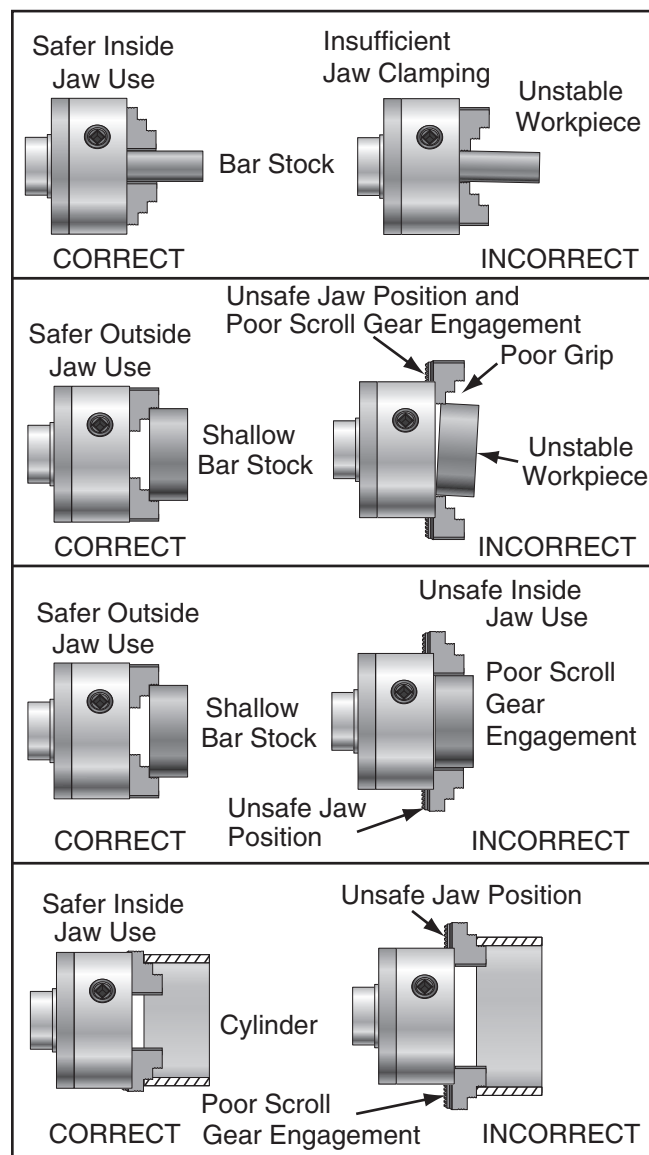 Safer Inside
Jaw Use
Insufficient
Jaw Clamping
Unstable
Workpiece
Bar Stock
CORRECT
INCORRECT
Unsafe Jaw Position and
Poor Scroll Gear Engagement
Safer Outside
Jaw Use
Poor Grip
Shallow
Bar Stock
Unstable
Workpiece
CORRECT
INCORRECT
Safer Outside
Jaw Use
Unsafe Inside
Jaw Use
Shallow
Bar Stock
Poor Scroll
Gear
Engagement
Unsafe Jaw
Position
CORRECT
INCORRECT
Safer Inside
Jaw Use
Unsafe Jaw Position
Cylinder
Poor Scroll
Gear Engagement
CORRECT
INCORRECT